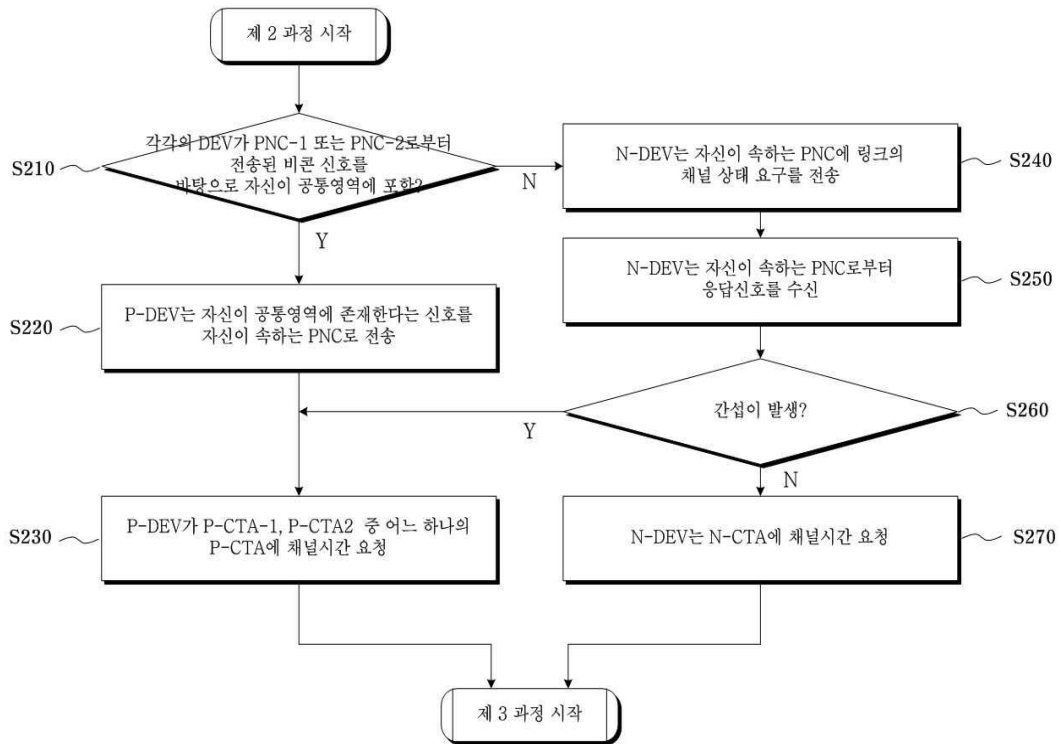 제 2 과정 시작
각각의 DEV가 PNC-1 또는 PNC-2로부터
전송된 비콘 신호를
바탕으로 자신이 공통영역에 포함?
S210
N
Y
N-DEV는 자신이 속하는 PNC에 링크의
채널 상태 요구를 전송
S240
N-DEV는 자신이 속하는 PNC로부터
응답신호를 수신
S250
P-DEV는 자신이 공통영역에 존재한다는 신호를
자신이 속하는 PNC로 전송
S220
간섭이 발생?
S260
Y
N
P-DEV가 P-CTA-1, P-CTA2 중 어느 하나의
P-CTA에 채널시간 요청
S230
N-DEV는 N-CTA에 채널시간 요청
S270
제 3 과정 시작